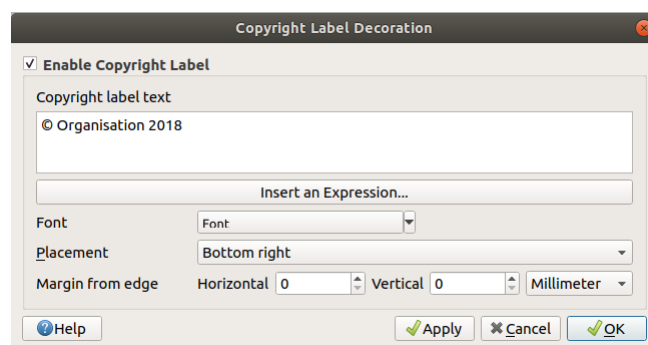 Copyright Label Decoration
Enable Copyright Label
Copyright label text
© Organisation 2018
Insert an Expression...
Font Font
Placement Bottom right
Margin from edge Horizontal 0 Vertical 0 Millimeter
Help Apply Cancel OK